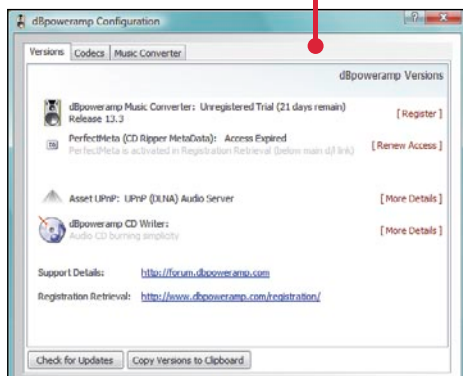 dBpoweramp Configuration
Versions Codecs Music Converter
dBpoweramp Versions
dBpoweramp Music Converter: Unregistered Trial (21 days remain)
Release 13.3
[ Register ]
PerfectMeta (CD Ripper MetaData): Access Expired
PerfectMeta is activated in Registration Retrieval (below main d/l link)
[ Renew Access ]
Asset UPnP: UPnP (DLNA) Audio Server
[ More Details ]
dBpoweramp CD Writer:
Audio CD burning simplicity
[ More Details ]
Support Details: http://forum.dbpoweramp.com
Registration Retrieval: http://www.dbpoweramp.com/registration/
Check for Updates Copy Versions to Clipboard